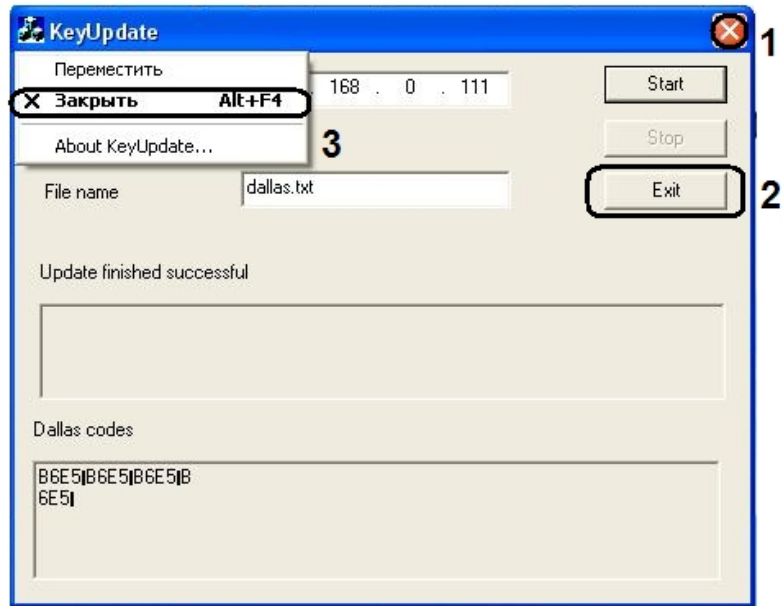 KeyUpdate
1
Переместить
Закрыть Alt+F4
. 168 . 0 . 111
Start
About KeyUpdate...
3
Stop
File name
dallas.txt
Exit
2
Update finished successful
Dallas codes
B6E5|B6E5|B6E5|B
6E5|